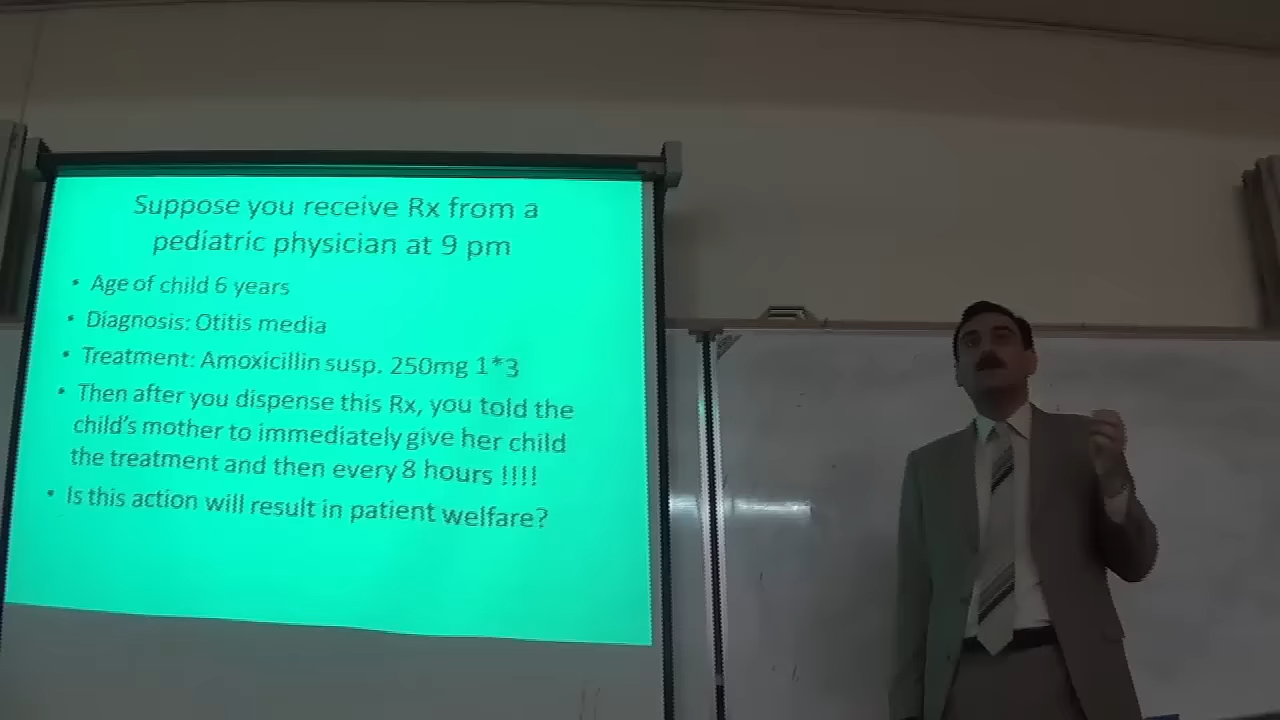 Suppose you receive Rx from a
pediatric physician at 9 pm
• Age of child 6 years
• Diagnosis: Otitis media
• Treatment: Amoxicillin susp. 250mg 1*3
• Then after you dispense this Rx, you told the
child's mother to immediately give her child
the treatment and then every 8 hours !!!!
• Is this action will result in patient welfare?